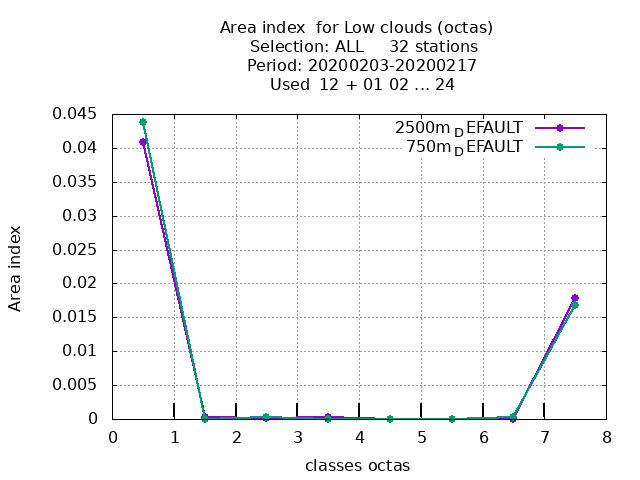 Area index  for Low clouds (octas)
Selection: ALL     32 stations
Period: 20200203-20200217
Used  12 + 01 02 ... 24
2500m_DEFAULT
750m_DEFAULT
0.045
0.04
0.035
0.03
0.025
0.02
0.015
0.01
0.005
0
Area index
0 1 2 3 4 5 6 7 8
classes octas